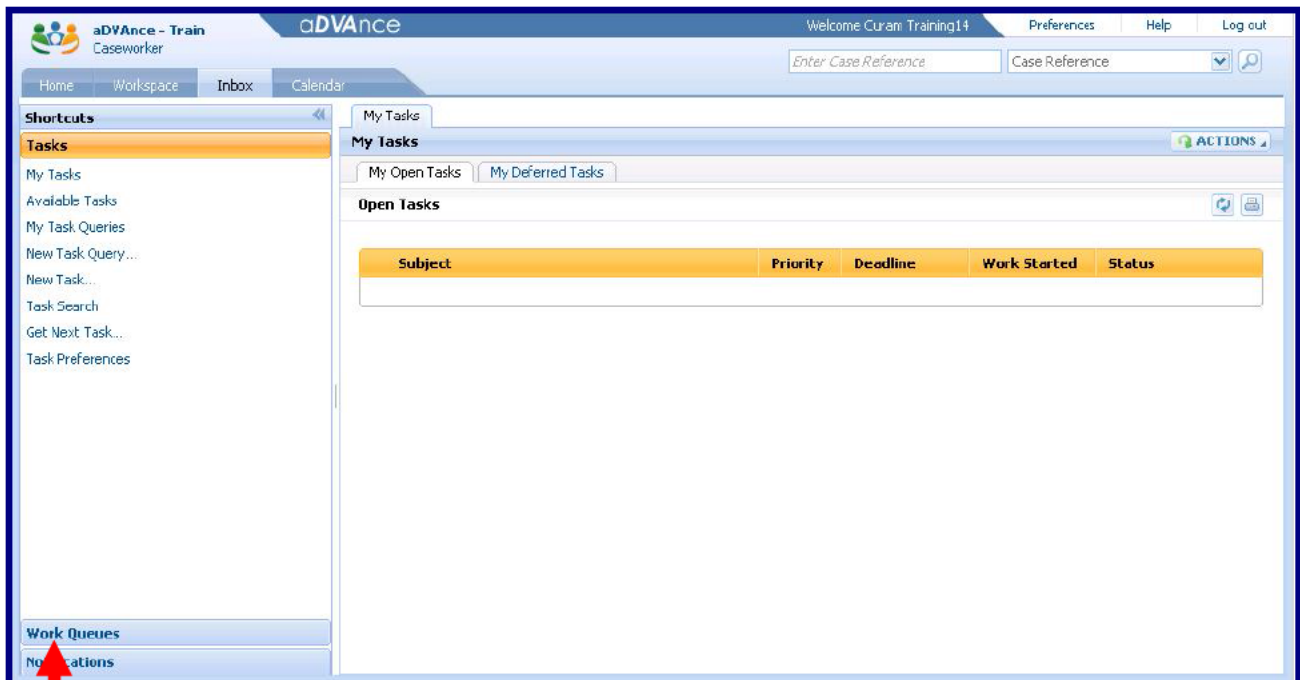 aDVAnce - Train
Caseworker
aDVAnce
Welcome Curam Training14
Preferences
Help
Log out
Enter Case Reference
Case Reference
Home
Workspace
Inbox
Calendar
Shortcuts
Tasks
My Tasks
Available Tasks
My Task Queries
New Task Query...
New Task...
Task Search
Get Next Task...
Task Preferences
Work Queues
My Tasks
My Tasks
ACTIONS
My Open Tasks
My Deferred Tasks
Open Tasks
Subject Priority Deadline Work Started Status